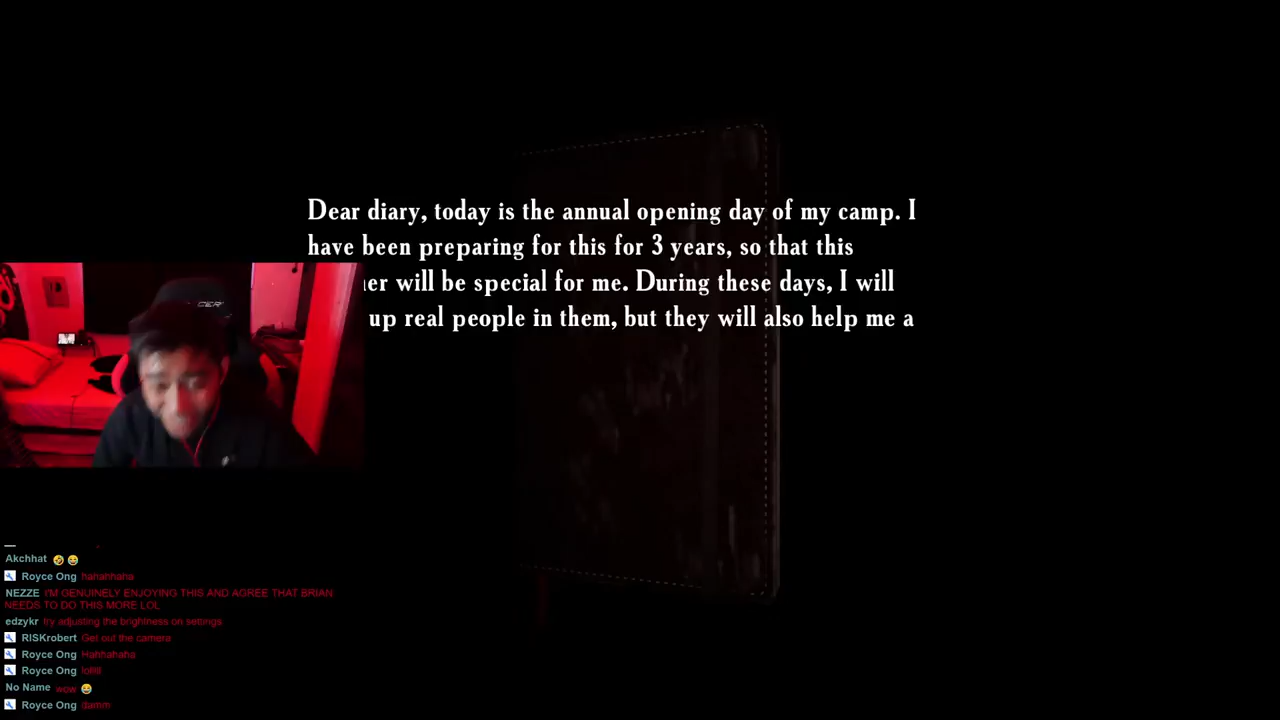 Dear diary, today is the annual opening day of my camp. I
have been preparing for this for 3 years, so that this
will be special for me. During these days, I will
up real people in them, but they will also help me a
Akchhat 🤣 😂
Royce Ong hahahhaha
NEZZE I'M GENUINELY ENJOYING THIS AND AGREE THAT BRIAN
NEEDS TO DO THIS MORE LOL
edzykr try adjusting the brightness on settings
RISKrobert Get out the camera
Royce Ong Hahhahaha
Royce Ong
No Name wow 😂
Royce Ong damm